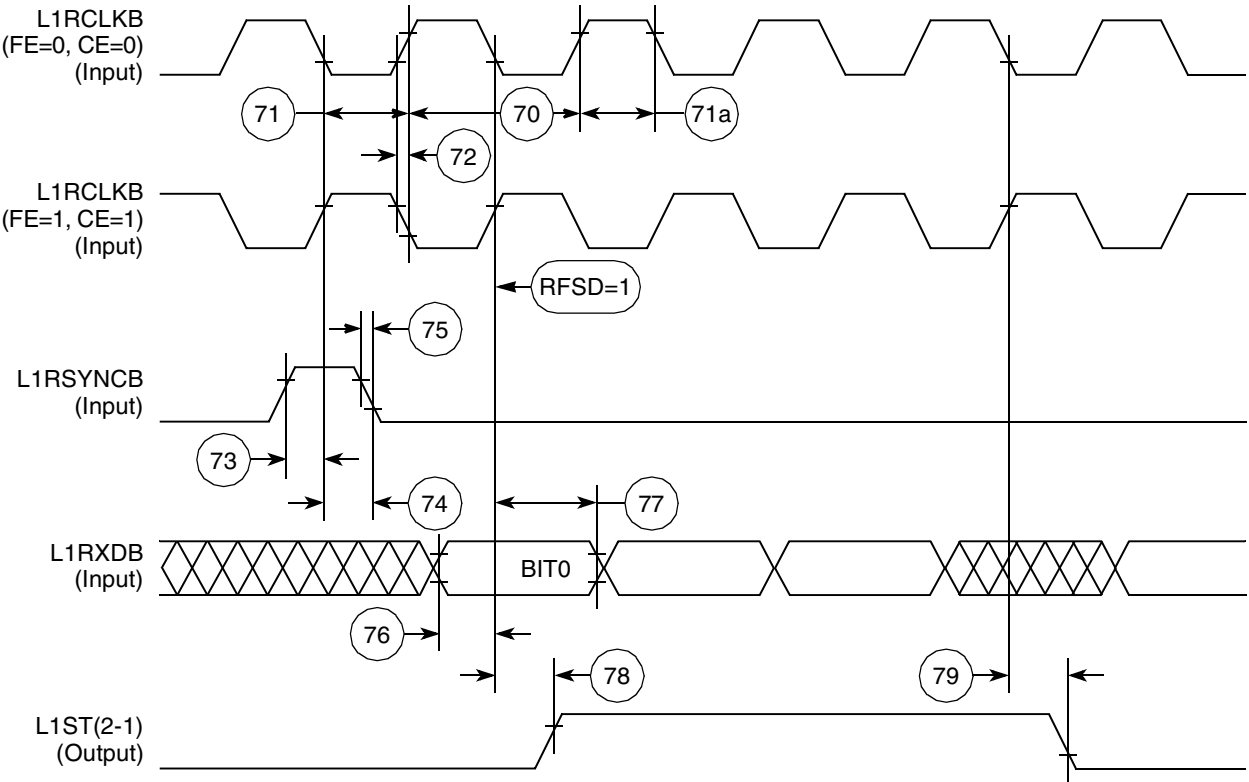 L1RCLKB
(FE=0, CE=0)
(Input)
71
70
71a
72
L1RCLKB
(FE=1, CE=1)
(Input)
RFSD=1
75
L1RSYNCB
(Input)
73
74
77
L1RXDB
(Input)
BIT0
76
78
79
L1ST(2-1)
(Output)